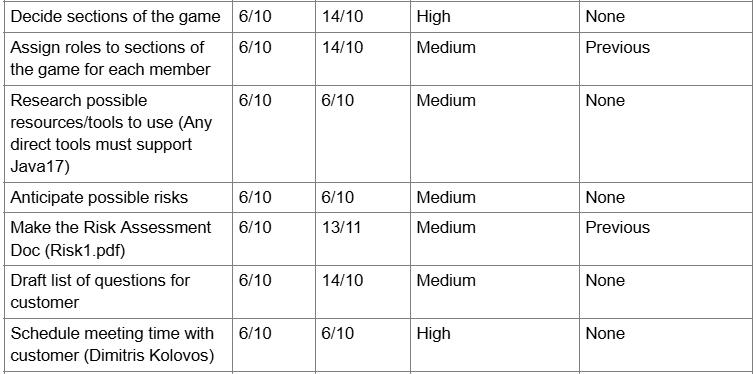 Decide sections of the game 6/10 14/10 High None
Assign roles to sections of 6/10 14/10 Medium Previous
the game for each member
Research possible 6/10 6/10 Medium None
resources/tools to use (Any
direct tools must support
Java17)
Anticipate possible risks 6/10 6/10 Medium None
Make the Risk Assessment 6/10 13/11 Medium Previous
Doc (Risk1.pdf)
Draft list of questions for 6/10 14/10 Medium None
customer
Schedule meeting time with 6/10 6/10 High None
customer (Dimitris Kolovos)